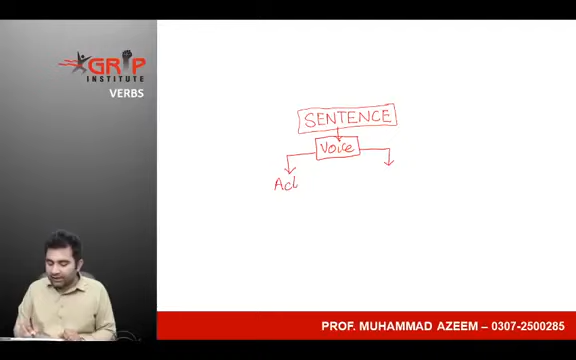 GRIP
INSTITUTE
VERBS
SENTENCE
Voice
Act
PROF. MUHAMMAD AZEEM – 0307-2500285